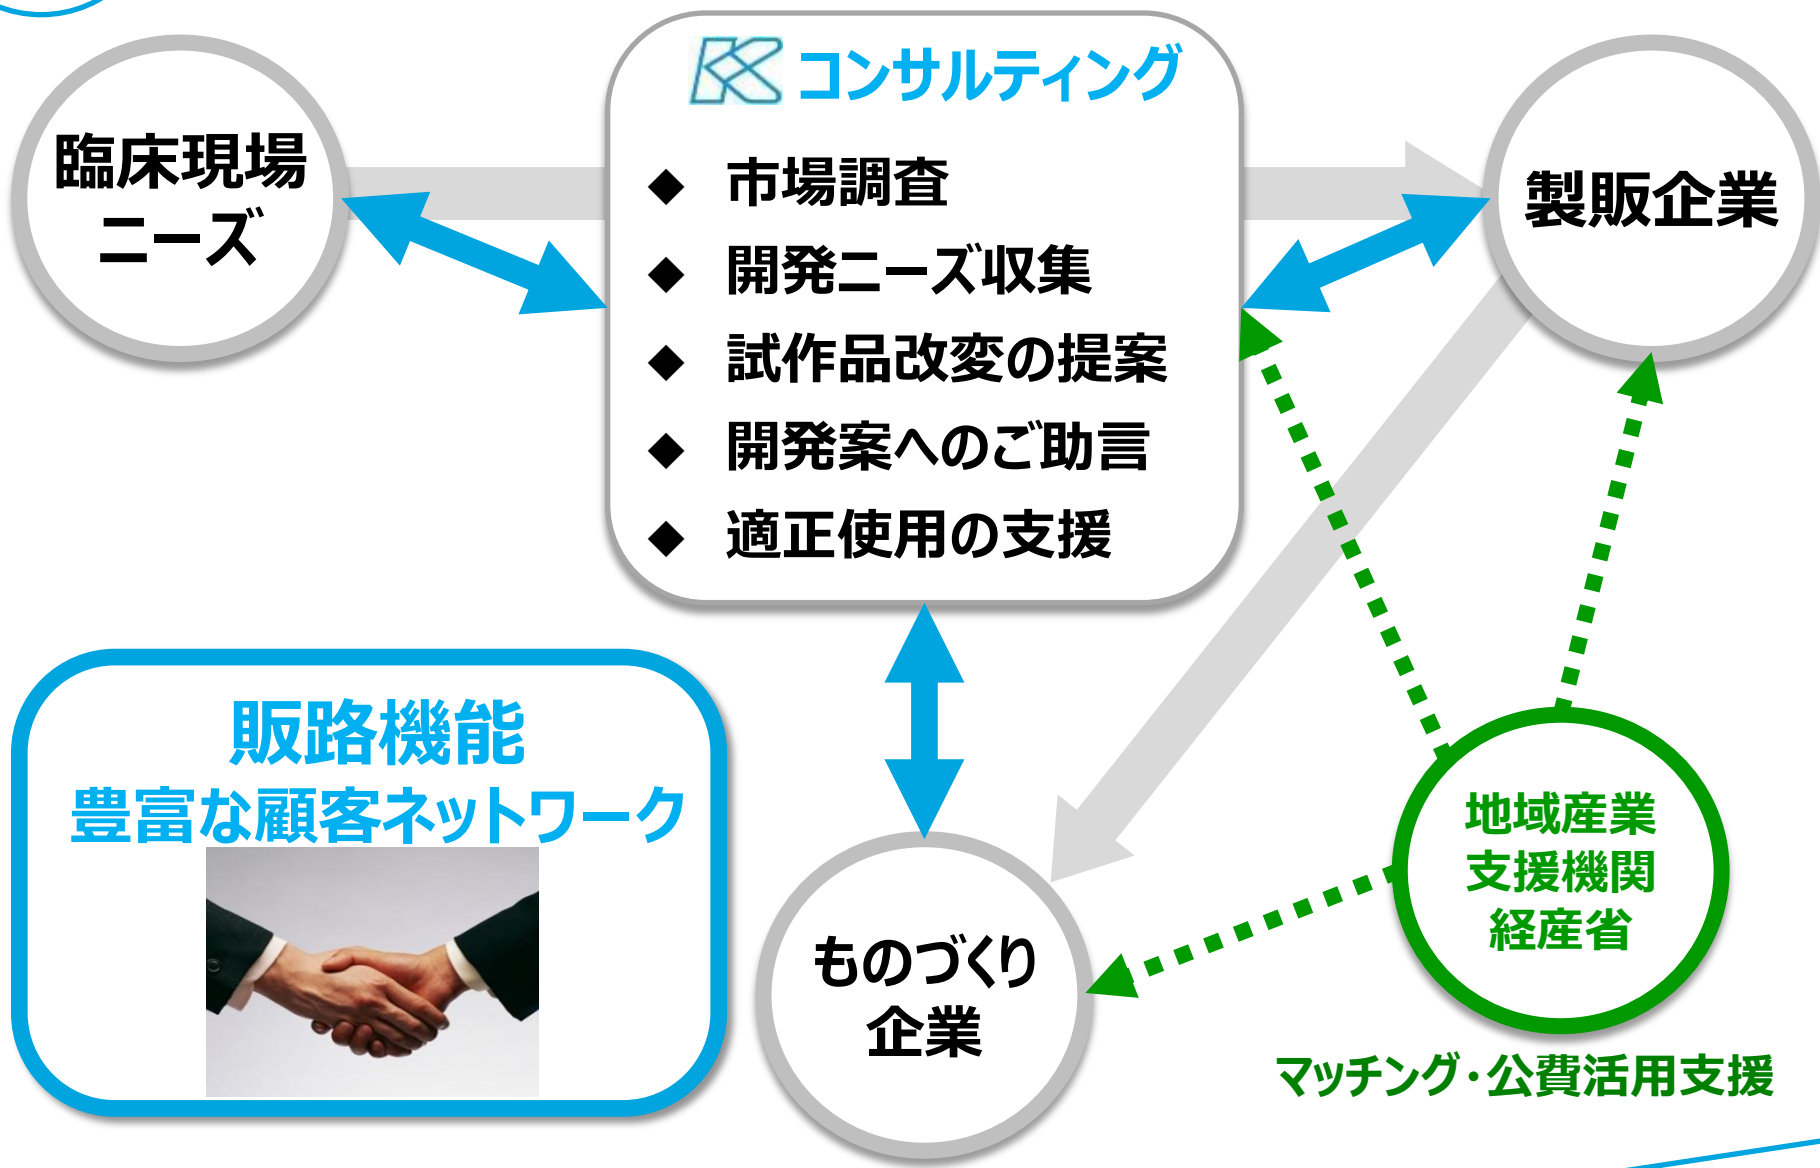 臨床現場
ニーズ
コンサルティング
◆ 市場調査
◆ 開発ニーズ収集
◆ 試作品改変の提案
◆ 開発案へのご助言
◆ 適正使用の支援
製販企業
販路機能
豊富な顧客ネットワーク
ものづくり
企業
地域産業
支援機関
経産省
マッチング・公費活用支援